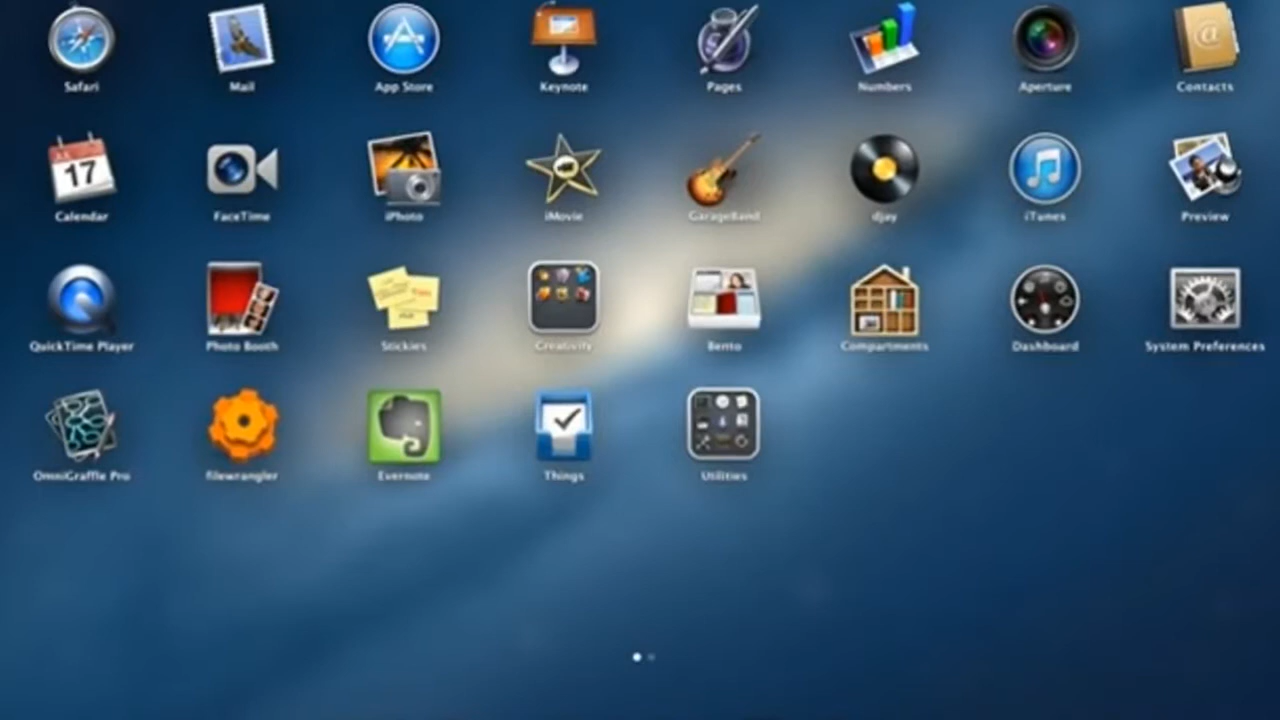 Safari
Mail
App Store
Keynote
Pages
Numbers
Aperture
Contacts
JUL
17
Calendar
FaceTime
iPhoto
iMovie
GarageBand
djay
iTunes
Preview
QuickTime Player
Photo Booth
Stickies
Creativity
Bento
Compartments
Dashboard
System Preferences
OmniGraffle Pro
filewrangler
Evernote
Things
Utilities